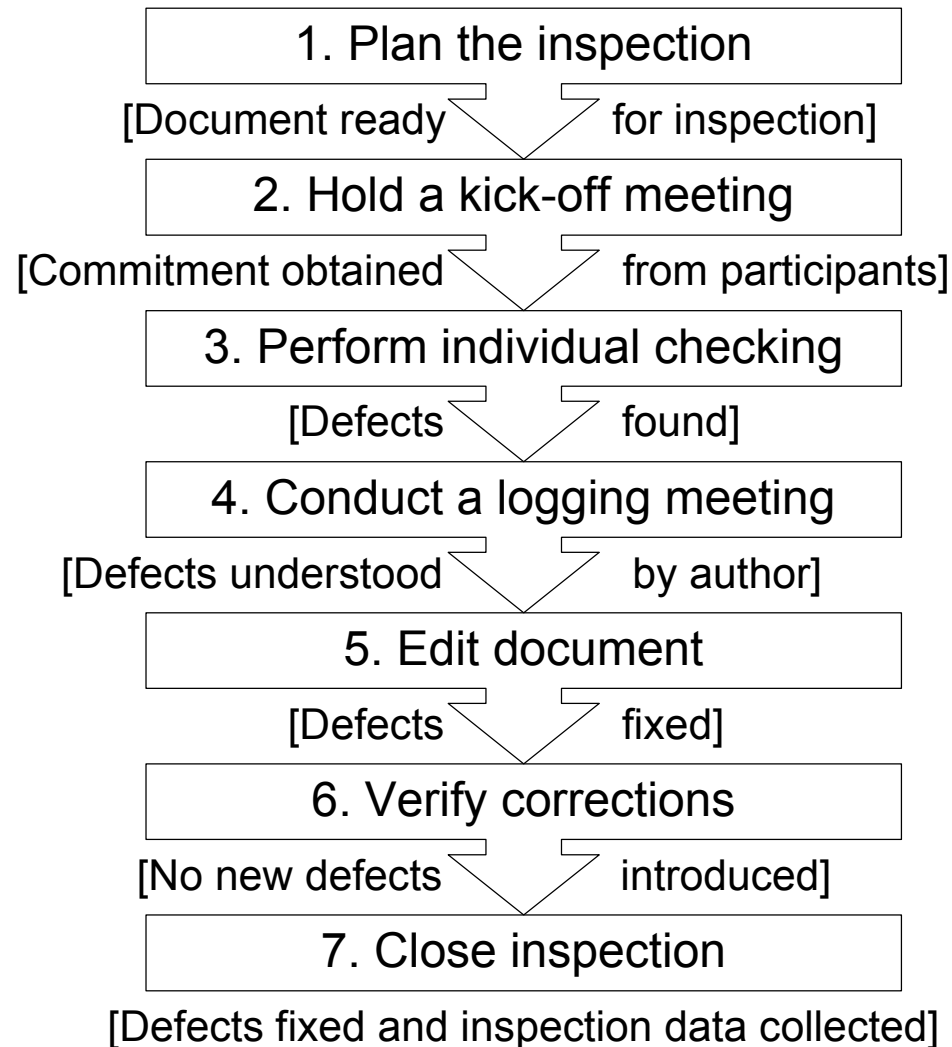 1. Plan the inspection
[Document ready for inspection]
2. Hold a kick-off meeting
[Commitment obtained from participants]
3. Perform individual checking
[Defects found]
4. Conduct a logging meeting
[Defects understood by author]
5. Edit document
[Defects fixed]
6. Verify corrections
[No new defects introduced]
7. Close inspection
[Defects fixed and inspection data collected]